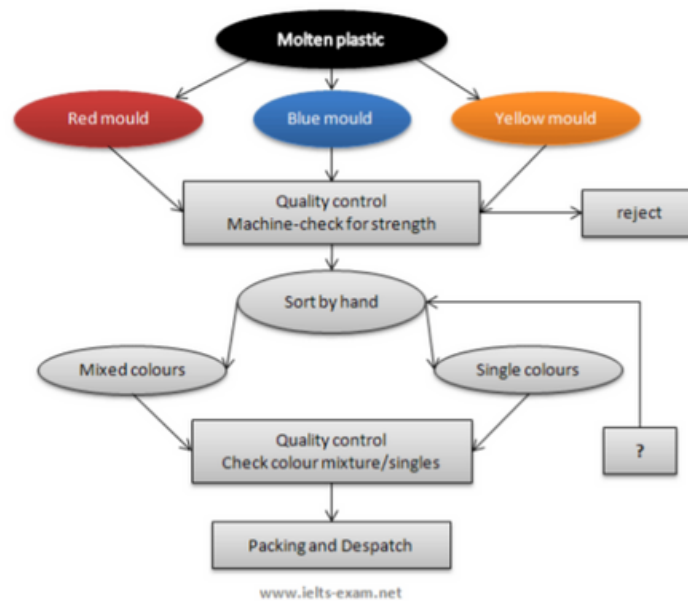 Molten plastic
Red mould
Blue mould
Yellow mould
Quality control
Machine-check for strength
reject
Sort by hand
Mixed colours
Single colours
Quality control
Check colour mixture/singles
?
Packing and Despatch
www.ielts-exam.net